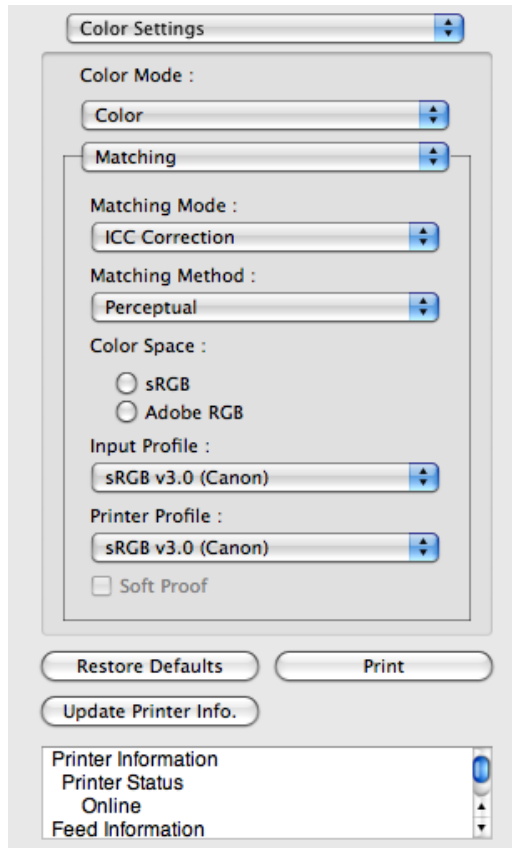 Color Settings
Color Mode :
Color
Matching
Matching Mode :
ICC Correction
Matching Method :
Perceptual
Color Space :
sRGB
Adobe RGB
Input Profile :
sRGB v3.0 (Canon)
Printer Profile :
sRGB v3.0 (Canon)
Soft Proof
Restore Defaults Print
Update Printer Info.
Printer Information
Printer Status
Online
Feed Information